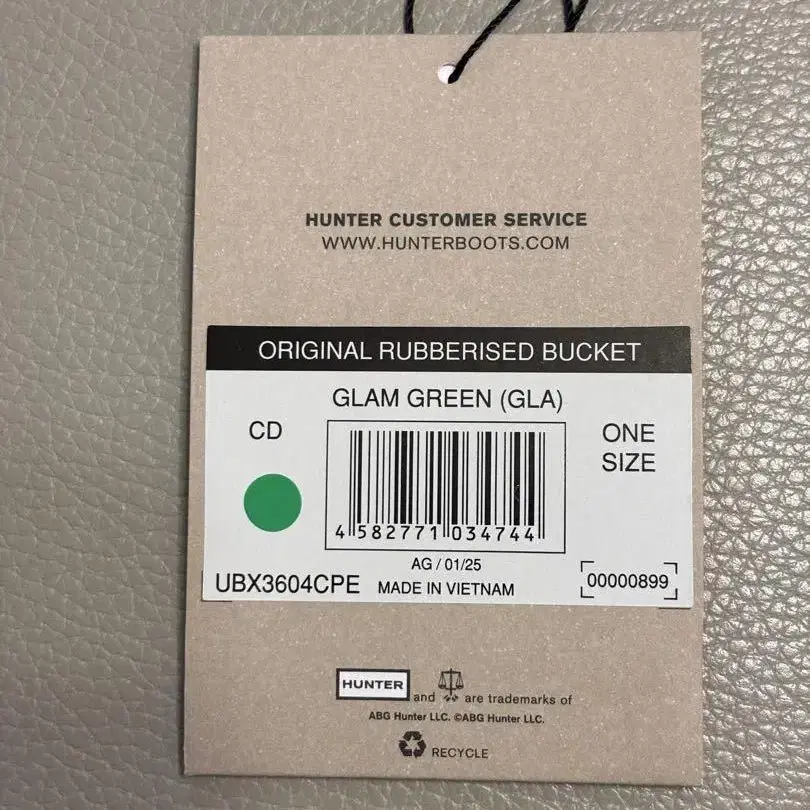 HUNTER CUSTOMER SERVICE
WWW.HUNTERBOOTS.COM
ORIGINAL RUBBERISED BUCKET
GLAM GREEN (GLA)
CD
ONE
SIZE
4 582771 034744
AG / 01/25
UBX3604CPE
MADE IN VIETNAM
00000899
HUNTER and are trademarks of
ABG Hunter LLC. ©ABG Hunter LLC.
RECYCLE